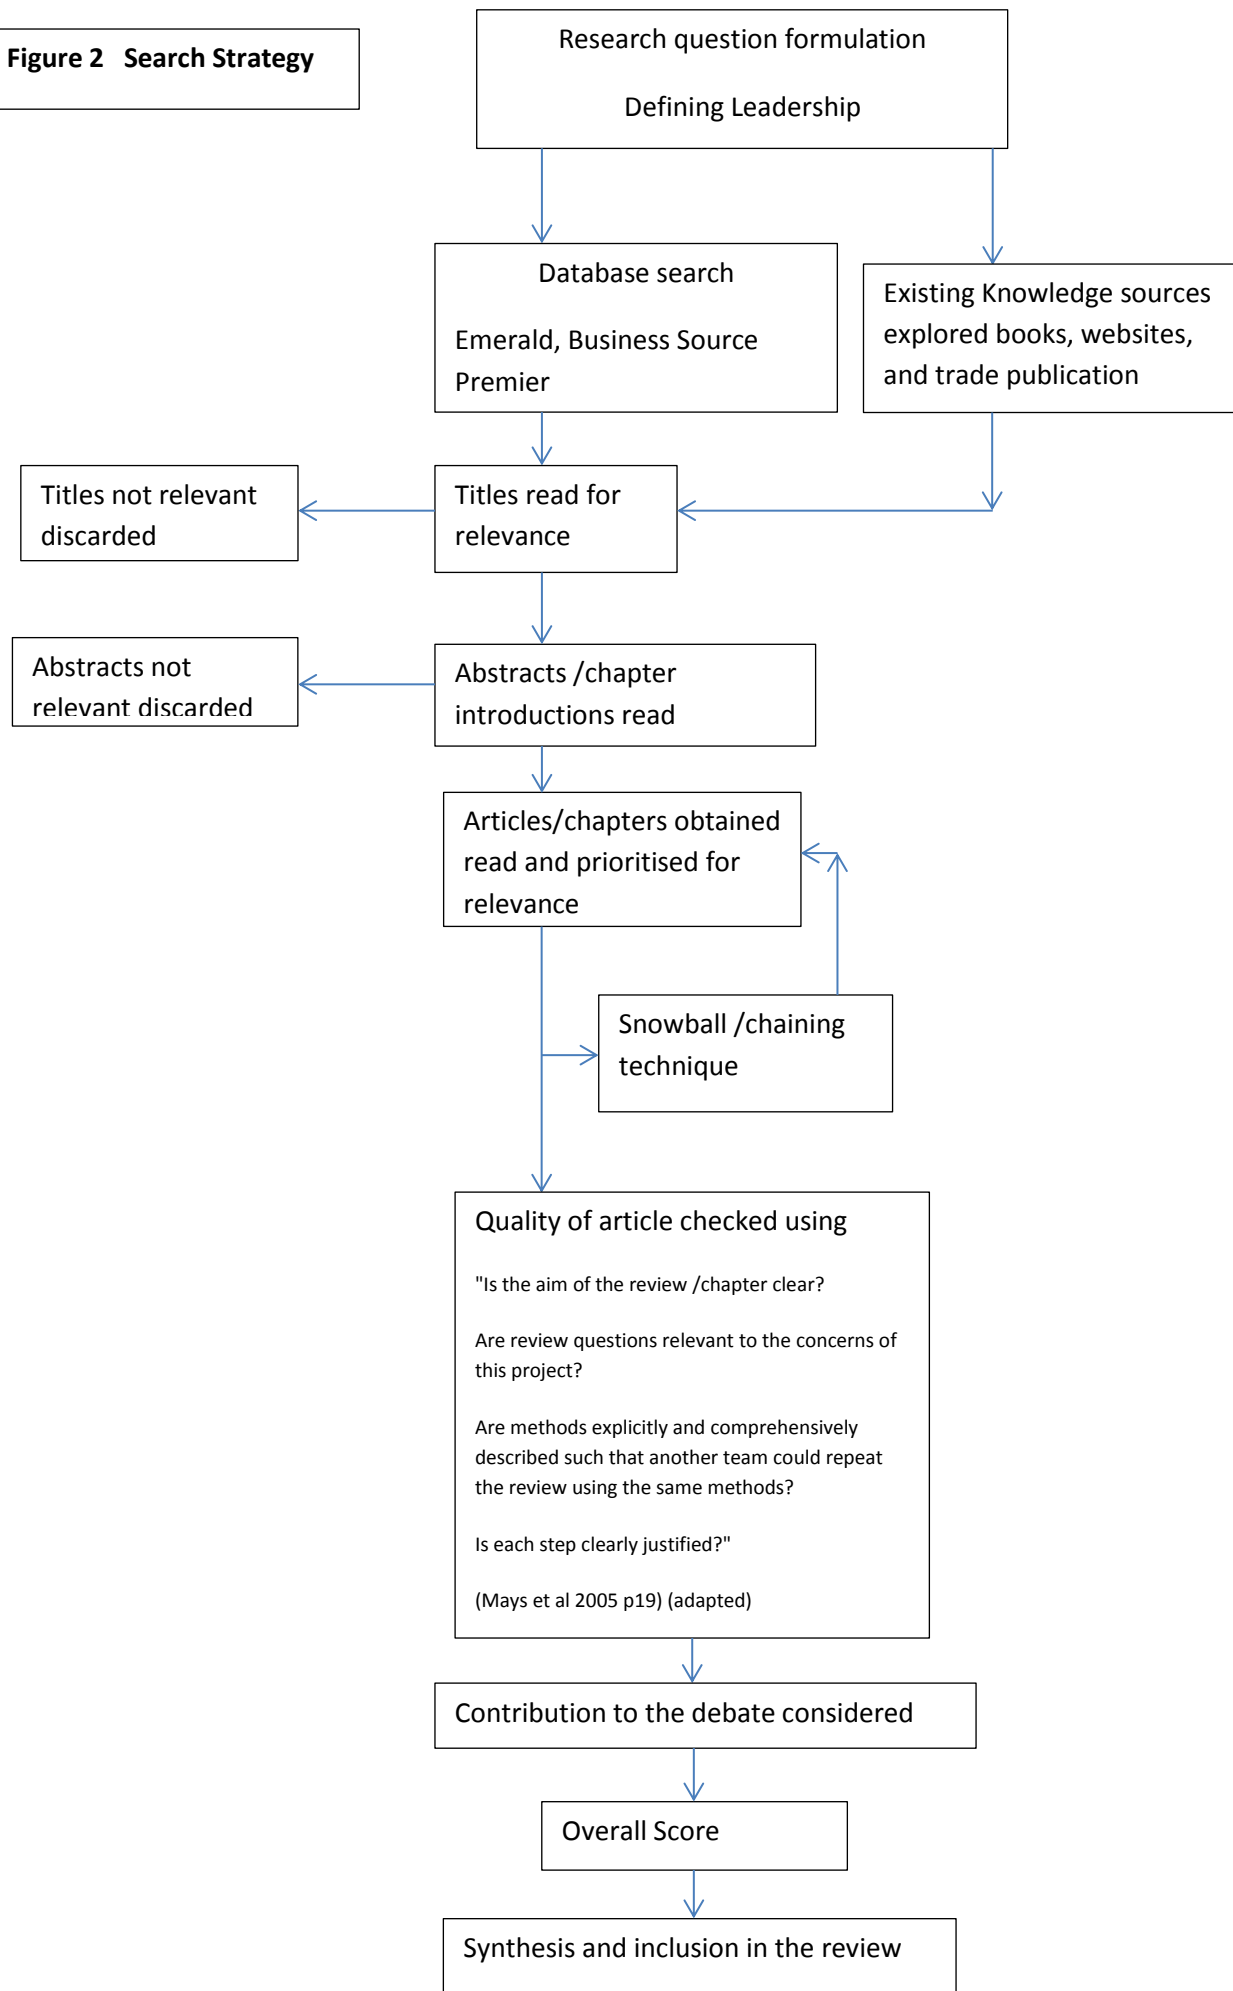 Figure 2   Search Strategy
Research question formulation
Defining Leadership
Database search
Emerald, Business Source
Premier
Existing Knowledge sources
explored books, websites,
and trade publication
Titles not relevant
discarded
Titles read for
relevance
Abstracts not
relevant discarded
Abstracts /chapter
introductions read
Articles/chapters obtained
read and prioritised for
relevance
Snowball /chaining
technique
Quality of article checked using
"Is the aim of the review /chapter clear?
Are review questions relevant to the concerns of
this project?
Are methods explicitly and comprehensively
described such that another team could repeat
the review using the same methods?
Is each step clearly justified?"
(Mays et al 2005 p19) (adapted)
Contribution to the debate considered
Overall Score
Synthesis and inclusion in the review